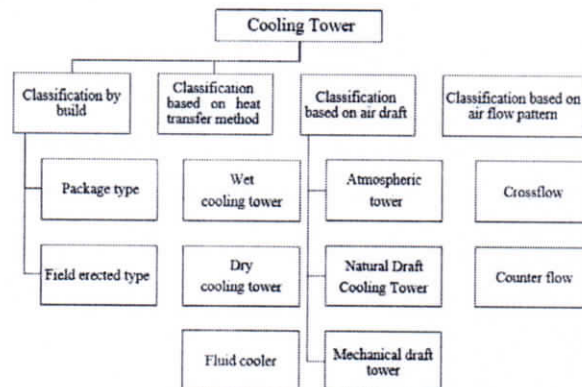 Cooling Tower
Classification by
build
Classification
based on heat
transfer method
Classification
based on air draft
Classification based on
air flow pattern
Package type
Wet
cooling tower
Atmospheric
tower
Crossflow
Field erected type
Dry
cooling tower
Natural Draft
Cooling Tower
Counter flow
Fluid cooler
Mechanical draft
tower